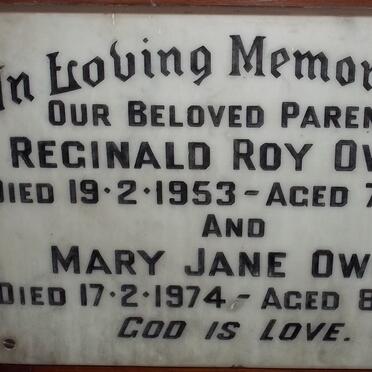 In Loving Memor
OUR BELOVED PAREN
REGINALD ROY OW
DIED 19·2·1953 - AGED 7
AND
MARY JANE OW
DIED 17·2·1974 - AGED 8
GOD IS LOVE.